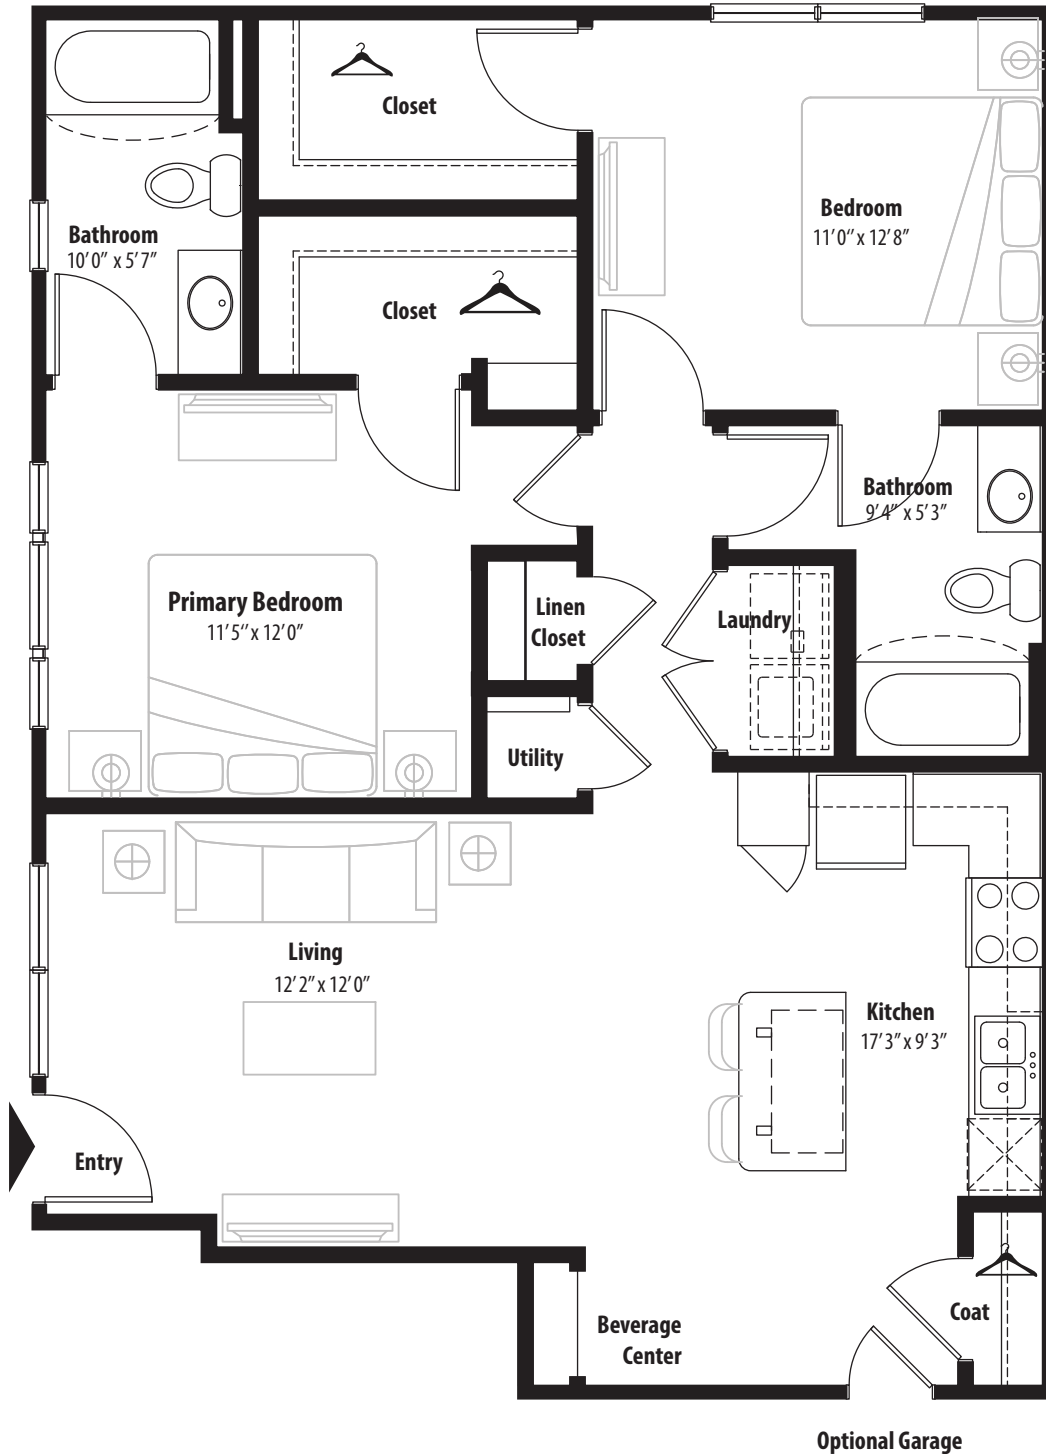 Closet
Bathroom
10'0" x 5'7"
Bedroom
11'0" x 12'8"
Closet
Bathroom
9'4" x 5'3"
Primary Bedroom
11'5" x 12'0"
Linen
Closet
Laundry
Utility
Living
12'2" x 12'0"
Kitchen
17'3" x 9'3"
Entry
Beverage
Center
Coat
Optional Garage